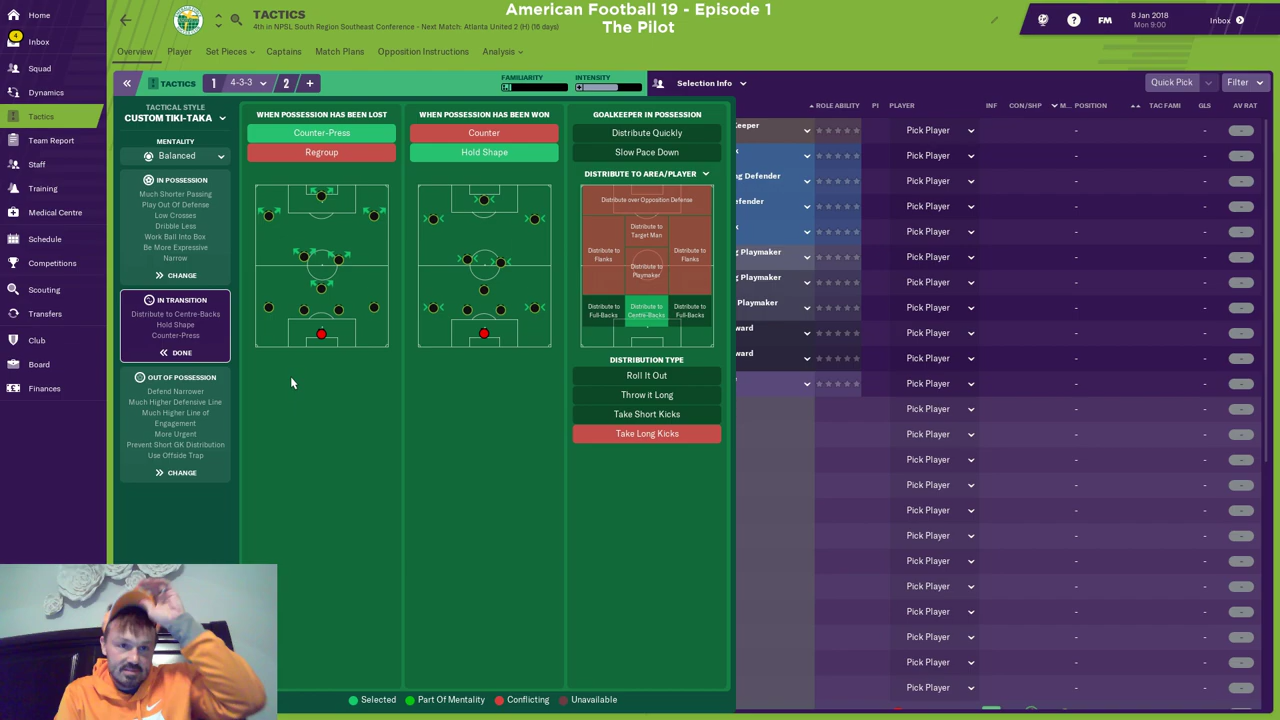 Home
4
Inbox
Squad
Dynamics
Tactics
Team Report
Staff
Training
Medical Centre
Schedule
Competitions
Scouting
Transfers
Club
Board
Finances
TACTICS
4th in NPSL South Region Southeast Conference - Next Match: Atlanta United 2 (H) (16 days)
American Football 19 - Episode 1
The Pilot
FM
8 Jan 2018
Mon 9:00
Inbox
Overview
Player
Set Pieces
Captains
Match Plans
Opposition Instructions
Analysis
TACTICS
1
4-3-3
2
+
FAMILIARITY
INTENSITY
Selection Info
Quick Pick
Filter
TACTICAL STYLE
CUSTOM TIKI-TAKA
MENTALITY
Balanced
IN POSSESSION
Much Shorter Passing
Play Out Of Defense
Low Crosses
Dribble Less
Work Ball Into Box
Be More Expressive
Narrow
CHANGE
IN TRANSITION
Distribute to Centre-Backs
Hold Shape
Counter-Press
DONE
OUT OF POSSESSION
Defend Narrower
Much Higher Defensive Line
Much Higher Line of
Engagement
More Urgent
Prevent Short GK Distribution
Use Offside Trap
CHANGE
WHEN POSSESSION HAS BEEN LOST
Counter-Press
Regroup
WHEN POSSESSION HAS BEEN WON
Counter
Hold Shape
GOALKEEPER IN POSSESSION
Distribute Quickly
Slow Pace Down
DISTRIBUTE TO AREA/PLAYER
Distribute over Opposition Defense
Distribute to
Target Man
Distribute to
Flanks
Distribute to
Playmaker
Distribute to
Flanks
Distribute to
Full-Backs
Distribute to
Centre-Backs
Distribute to
Full-Backs
DISTRIBUTION TYPE
Roll It Out
Throw it Long
Take Short Kicks
Take Long Kicks
Selected
Part Of Mentality
Conflicting
Unavailable
ROLE ABILITY
PI
PLAYER
INF
CON/SHP
M...
POSITION
TAC FAMI
GLS
AV RAT
Keeper
Pick Player - - -
k
Pick Player - - -
ng Defender
Pick Player - - -
efender
Pick Player - - -
k
Pick Player - - -
g Playmaker
Pick Player - - -
ng Playmaker
Pick Player - - -
Playmaker
Pick Player - - -
ward
Pick Player - - -
ward
Pick Player - - -
Pick Player - - -
Pick Player - - -
Pick Player - - -
Pick Player - - -
Pick Player - - -
Pick Player - - -
Pick Player - - -
Pick Player - - -
Pick Player - - -
Pick Player - - -
Pick Player - - -
Pick Player - - -
Pick Player - - -